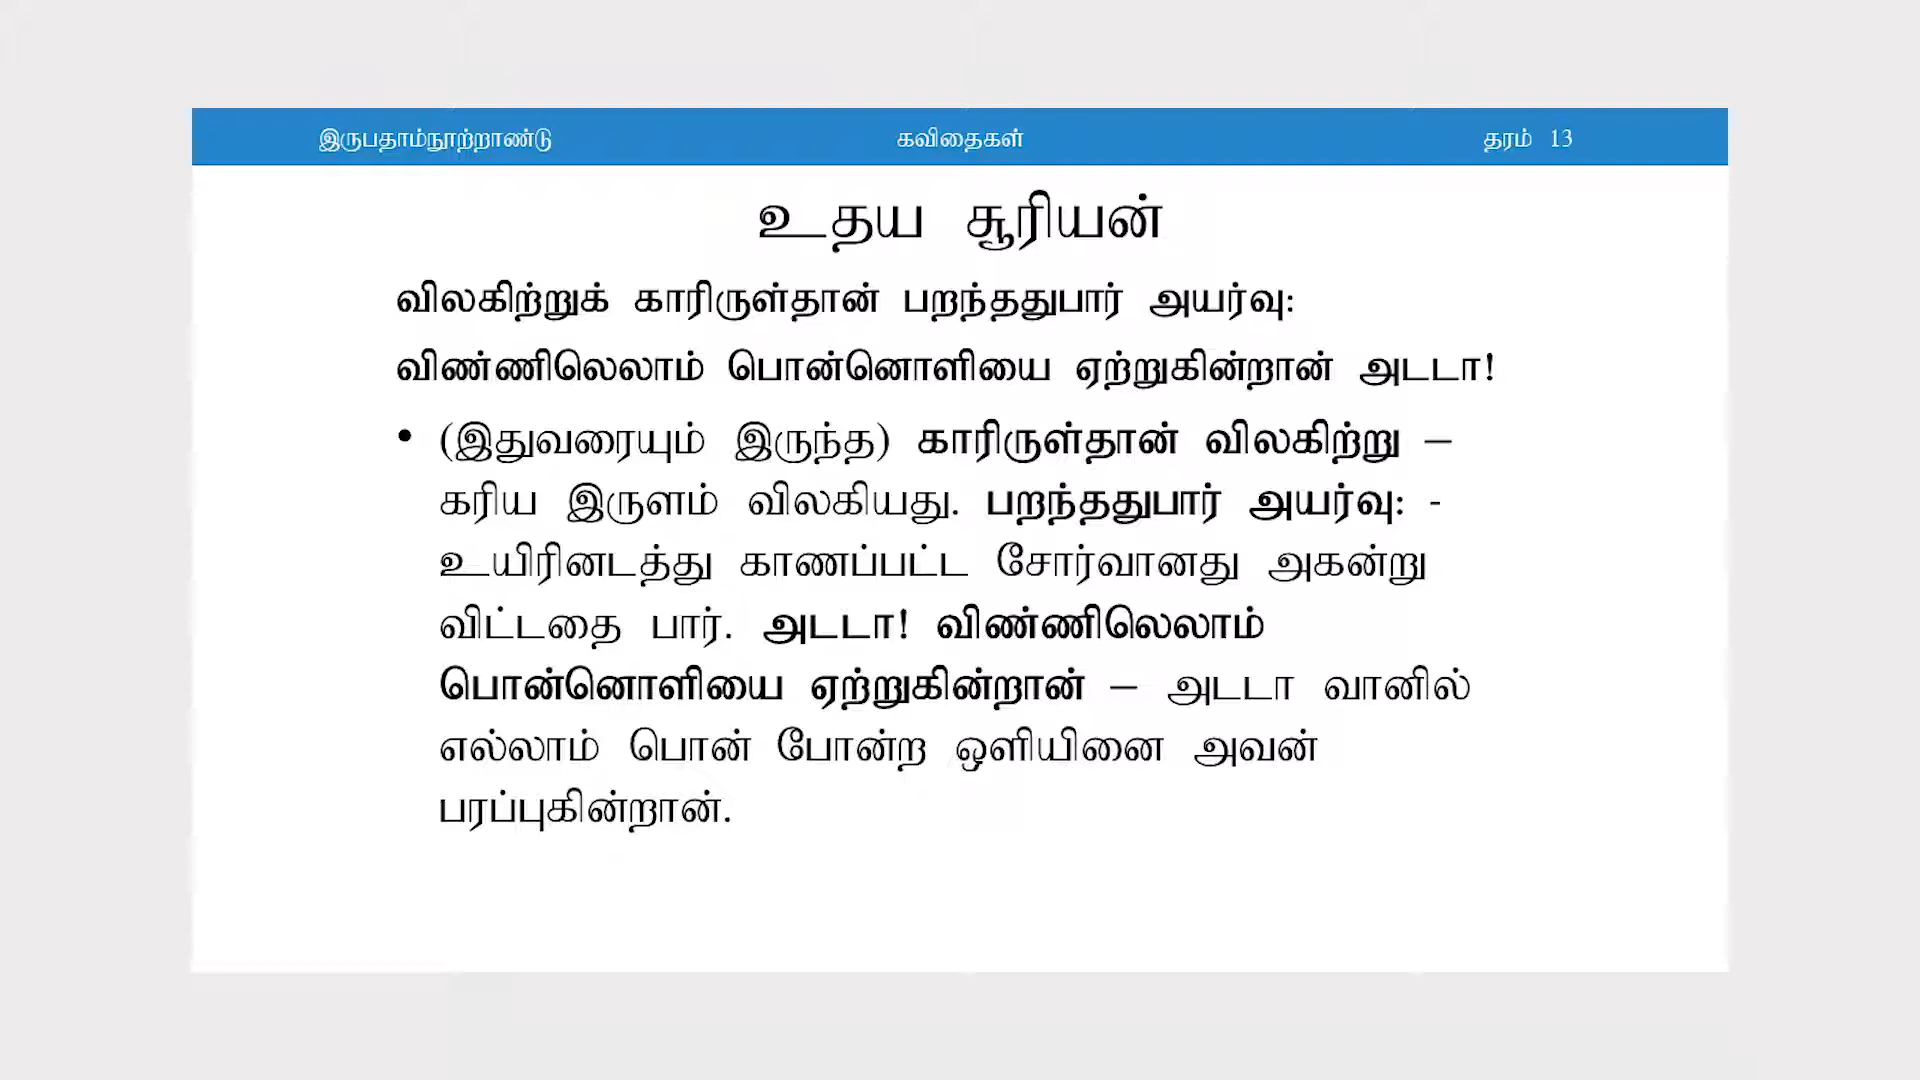 இருபதாம்நூற்றாண்டு கவிதைகள் தரம் 13
உதய சூரியன்
விலகிற்றுக் காரிருள்தான் பறந்ததுபார் அயர்வு:
விண்ணிலெலாம் பொன்னொளியை ஏற்றுகின்றான் அடடா!
• (இதுவரையும் இருந்த) காரிருள்தான் விலகிற்று –
கரிய இருளம் விலகியது. பறந்ததுபார் அயர்வு: -
உயிரினடத்து காணப்பட்ட சோர்வானது அகன்று
விட்டதை பார். அடடா! விண்ணிலெலாம்
பொன்னொளியை ஏற்றுகின்றான் – அடடா வானில்
எல்லாம் பொன் போன்ற ஒளியினை அவன்
பரப்புகின்றான்.